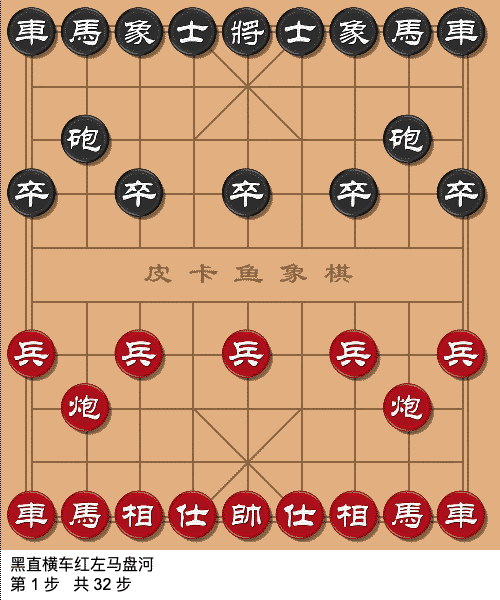 車馬象士將士象馬車
砲砲
卒卒卒卒卒
皮卡鱼象棋
兵兵兵兵兵
炮炮
車馬相仕帥仕相馬車
黑直横车红左马盘河
第1步 共32步